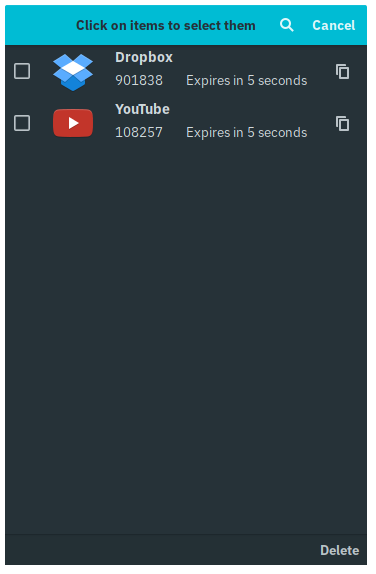 Click on items to select them Cancel
Dropbox
901838 Expires in 5 seconds
YouTube
108257 Expires in 5 seconds
Delete